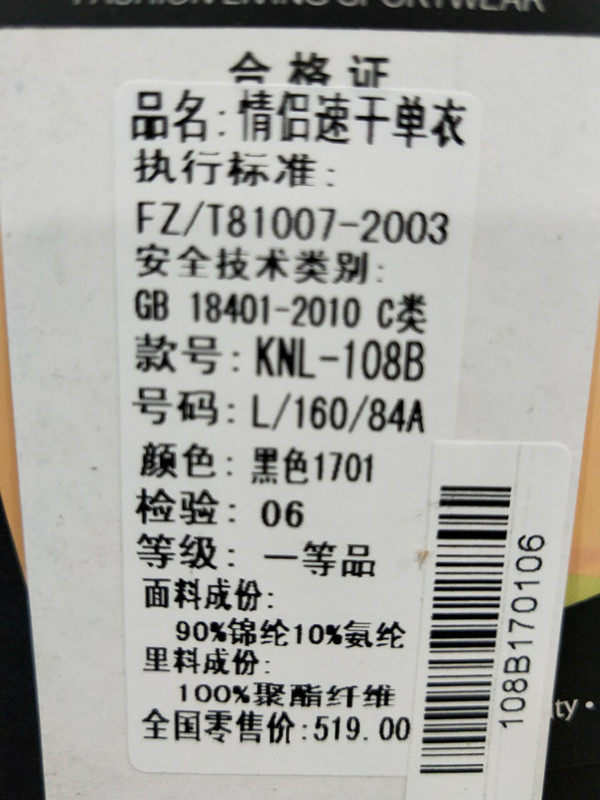 FASHION LIVING SPORTWEAR
合格证
品名:情侣速干单衣
执行标准:
FZ/T81007-2003
安全技术类别:
GB 18401-2010 C类
款号:KNL-108B
号码:L/160/84A
颜色:黑色1701
检验:06
等级:一等品
面料成份:
90%锦纶10%氨纶
里料成份:
100%聚酯纤维
全国零售价:519.00
108B170106